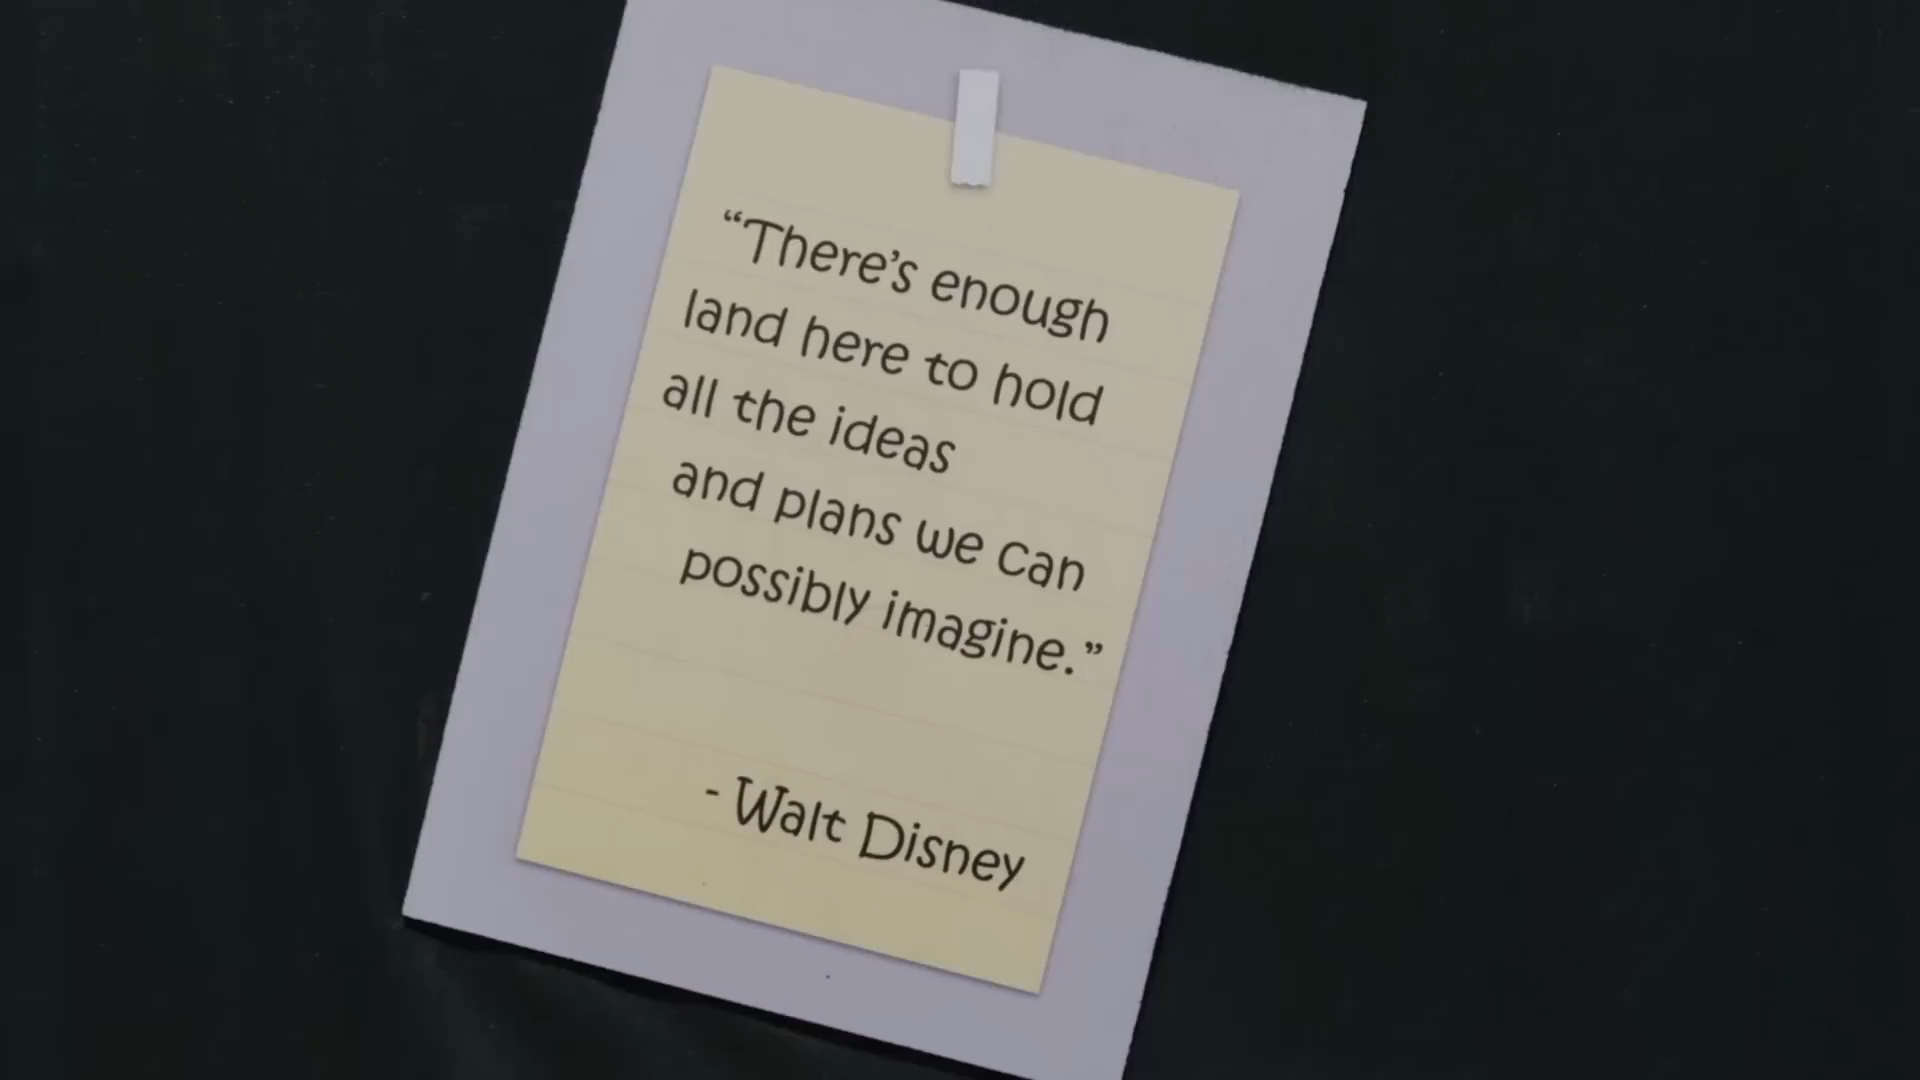 “There’s enough
land here to hold
all the ideas
and plans we can
possibly imagine.”
- Walt Disney